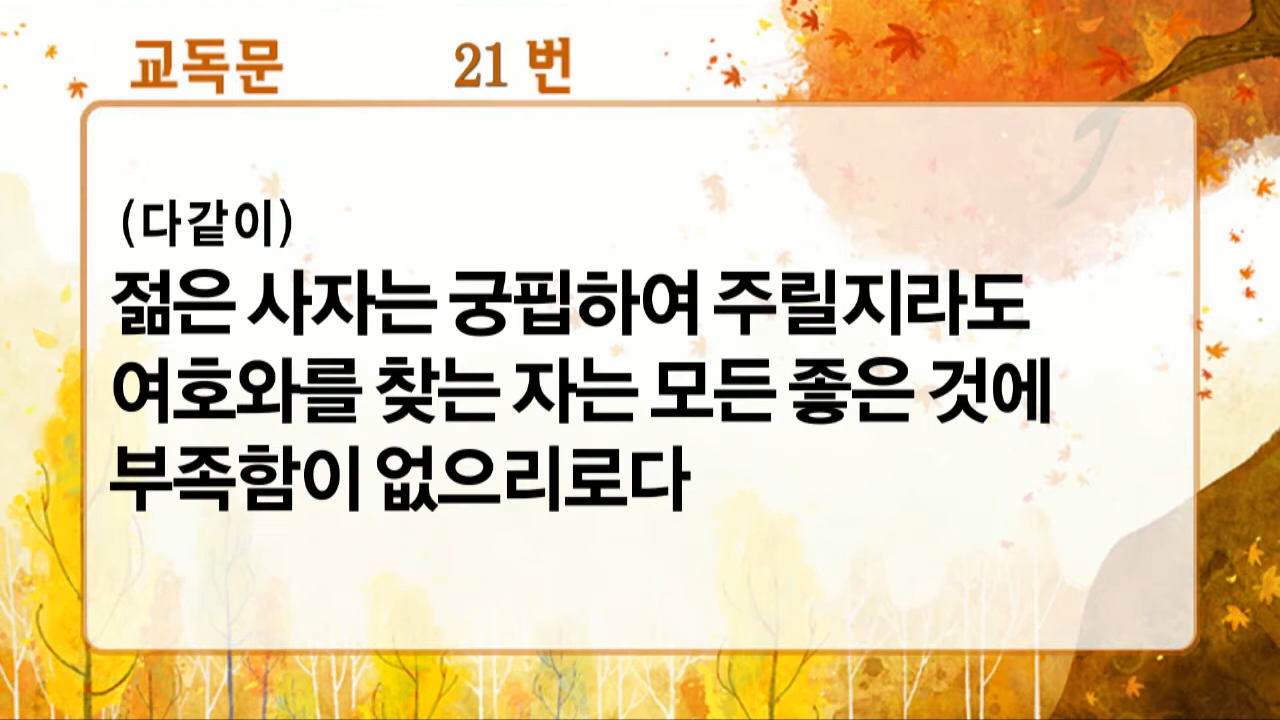 교독문 21 번
(다같이)
젊은 사자는 궁핍하여 주릴지라도
여호와를 찾는 자는 모든 좋은 것에
부족함이 없으리로다